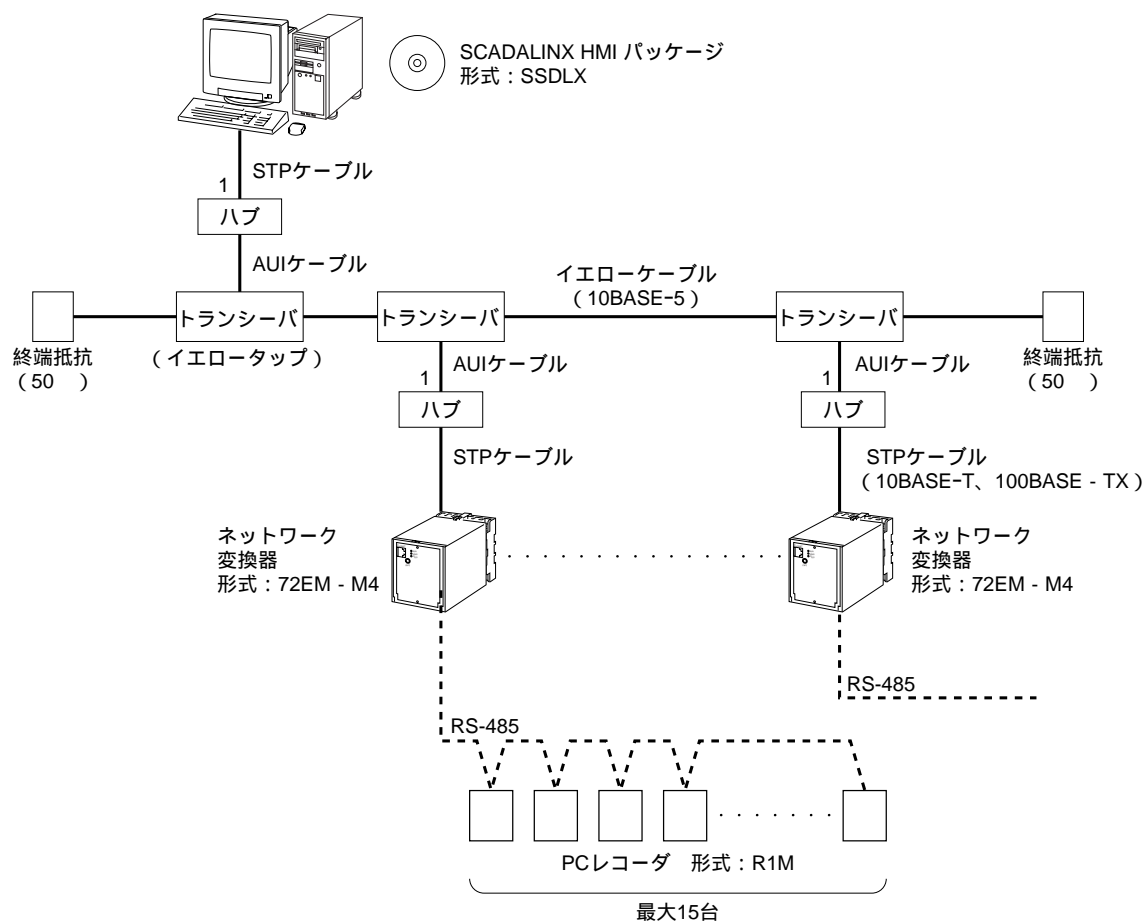 SCADALINX HMI パッケージ
形式：SSDLX
STPケーブル
1
ハブ
AUIケーブル
イエローケーブル
（10BASE-5）
トランシーバ
トランシーバ
トランシーバ
終端抵抗
（50　）
（イエロータップ）
AUIケーブル
1
ハブ
AUIケーブル
1
ハブ
終端抵抗
（50　）
STPケーブル
STPケーブル
（10BASE-T、100BASE - TX）
ネットワーク
変換器
形式：72EM - M4
ネットワーク
変換器
形式：72EM - M4
RS-485
RS-485
PCレコーダ　形式：R1M
最大15台